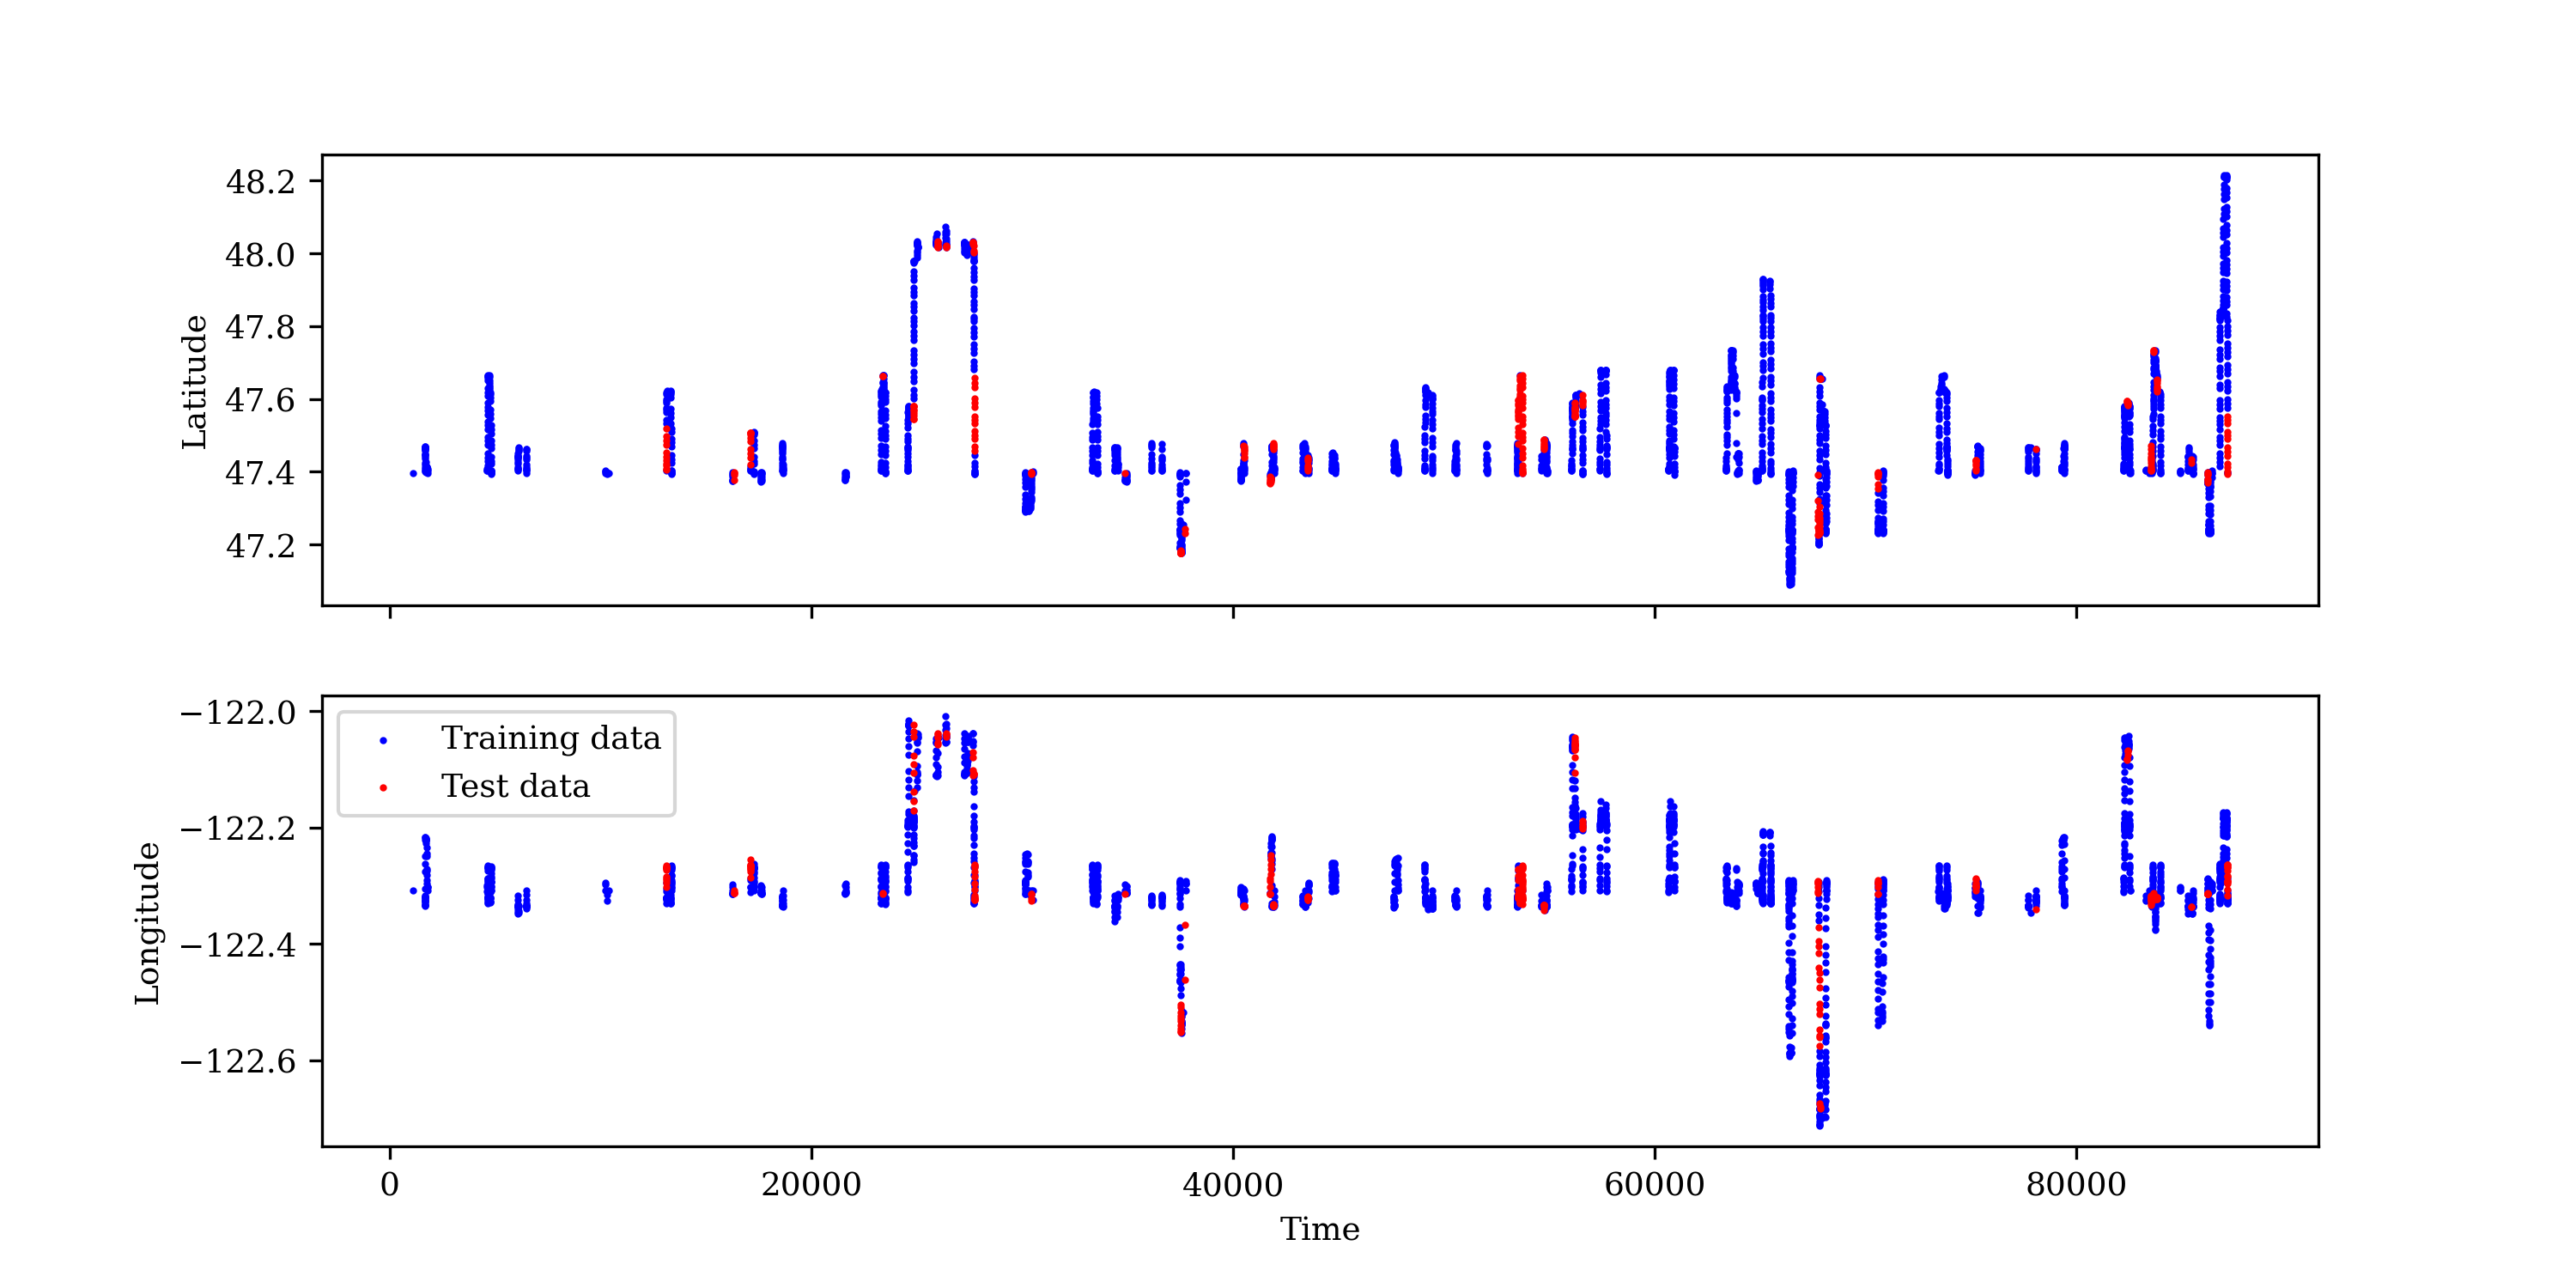 48.2
48.0
47.8
47.6
47.4
47.2
Latitude
−122.0
−122.2
−122.4
−122.6
Longitude
Training data
Test data
0 20000 40000 60000 80000
Time